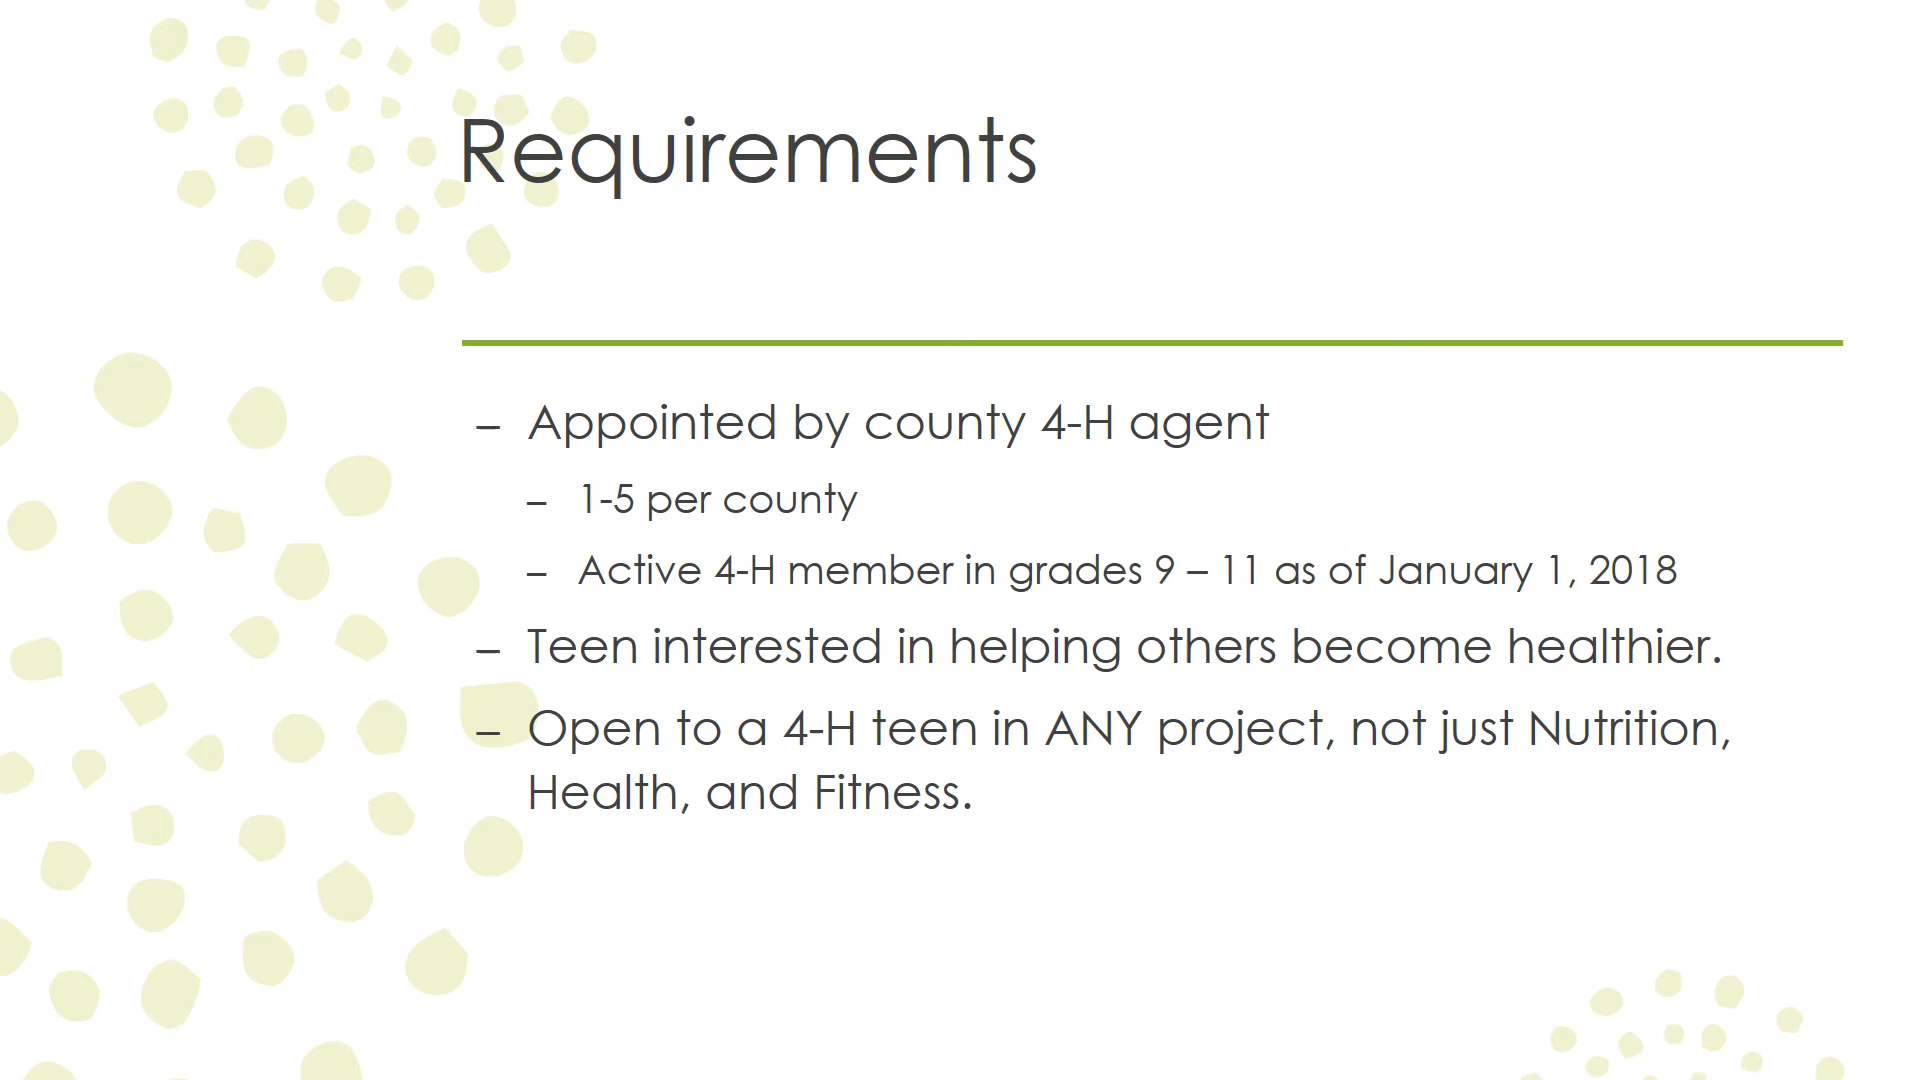 Requirements
– Appointed by county 4-H agent
– 1-5 per county
– Active 4-H member in grades 9 – 11 as of January 1, 2018
– Teen interested in helping others become healthier.
– Open to a 4-H teen in ANY project, not just Nutrition,
Health, and Fitness.